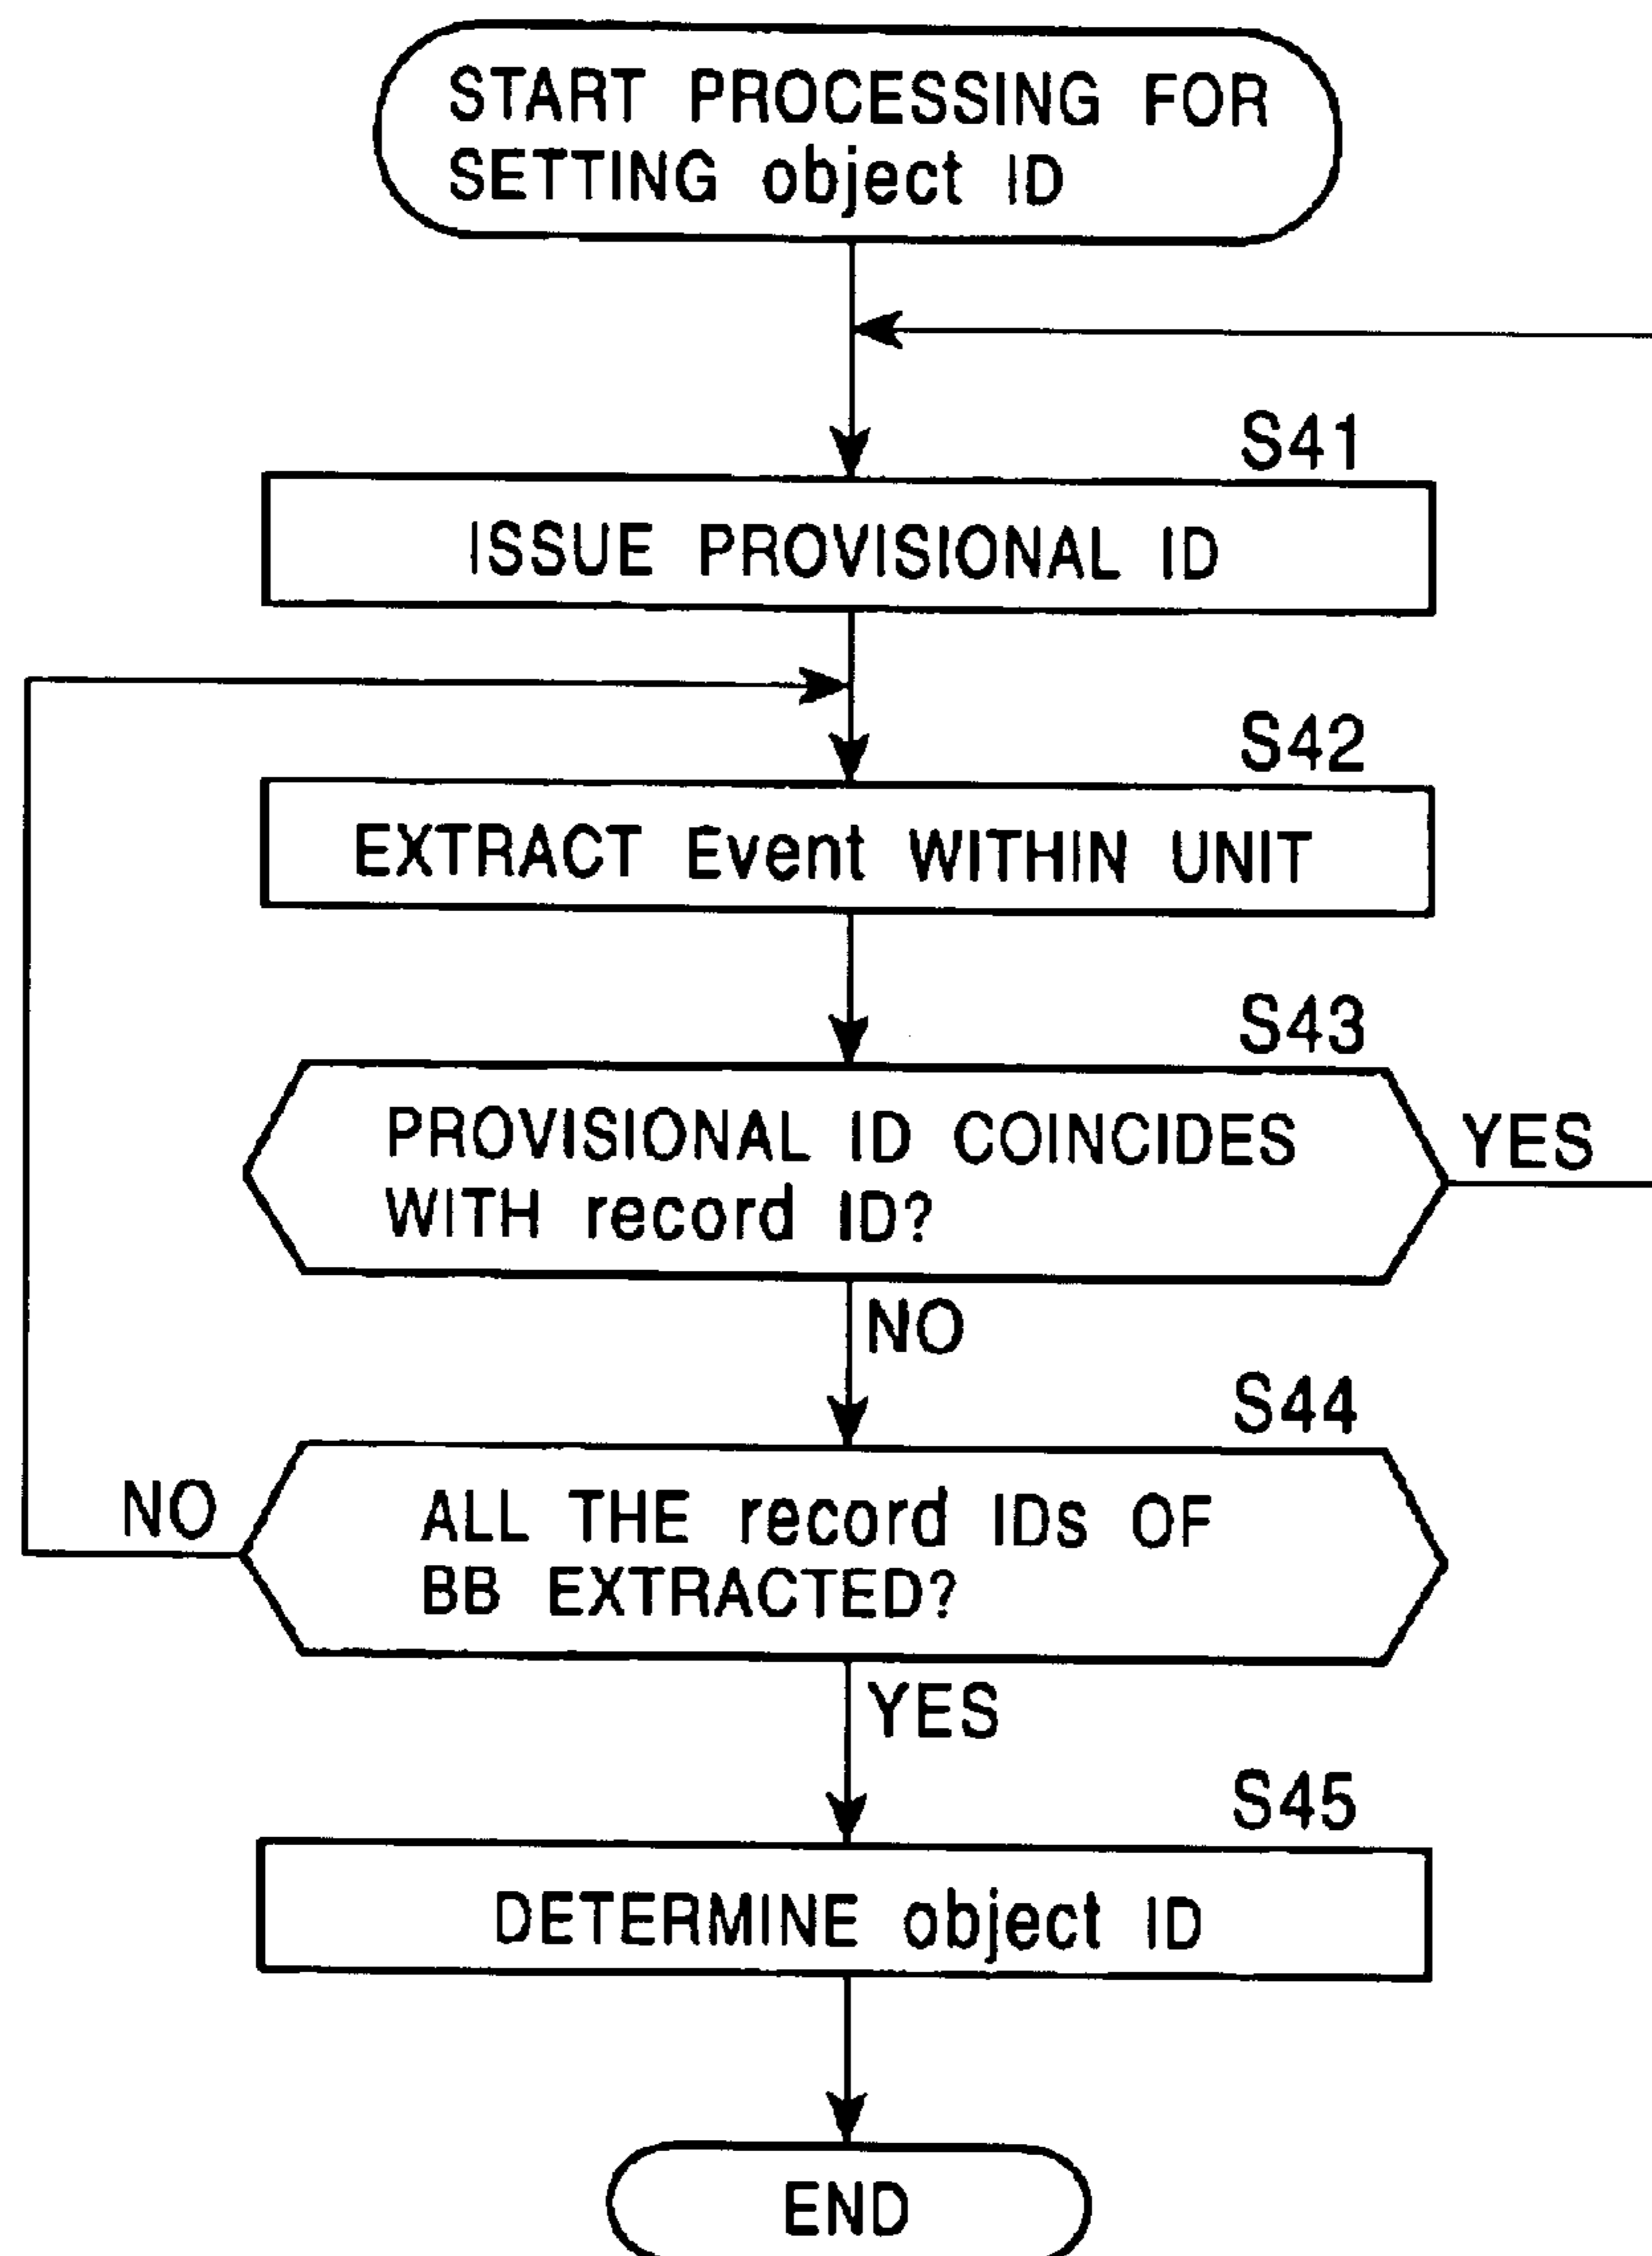 START PROCESSING FOR
SETTING object ID
S41
ISSUE PROVISIONAL ID
S42
EXTRACT Event WITHIN UNIT
S43
PROVISIONAL ID COINCIDES
WITH record ID?
YES
NO
S44
ALL THE record IDs OF
BB EXTRACTED?
NO
YES
S45
DETERMINE object ID
END